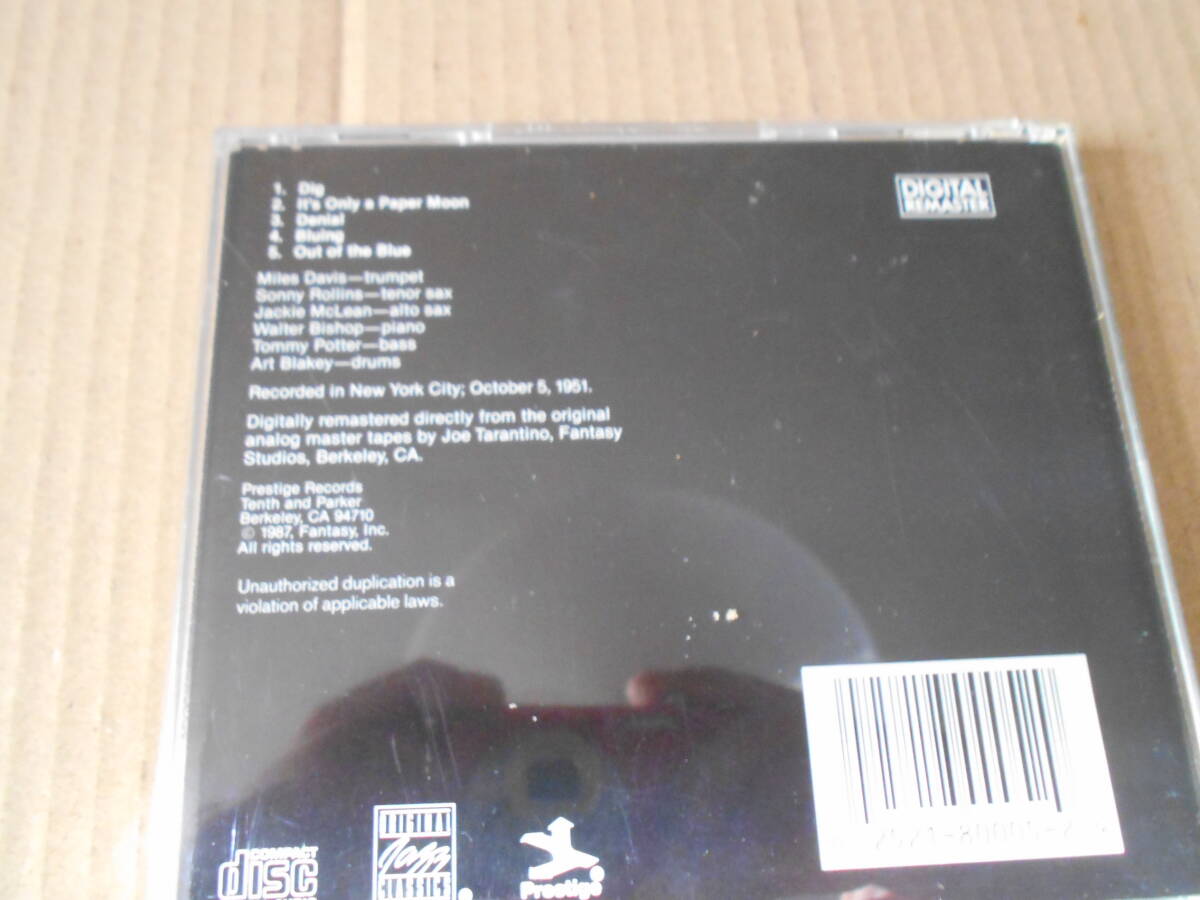 1. Dig
2. It's Only a Paper Moon
3. Denial
4. Bluing
5. Out of the Blue
DIGITAL
REMASTER
Miles Davis—trumpet
Sonny Rollins—tenor sax
Jackie McLean—alto sax
Walter Bishop—piano
Tommy Potter—bass
Art Blakey—drums
Recorded in New York City; October 5, 1951.
Digitally remastered directly from the original
analog master tapes by Joe Tarantino, Fantasy
Studios, Berkeley, CA.
Prestige Records
Tenth and Parker
Berkeley, CA 94710
© 1987, Fantasy, Inc.
All rights reserved.
Unauthorized duplication is a
violation of applicable laws.
COMPACT
disc
ORIGINAL
Jazz
CLASSICS
Prestige